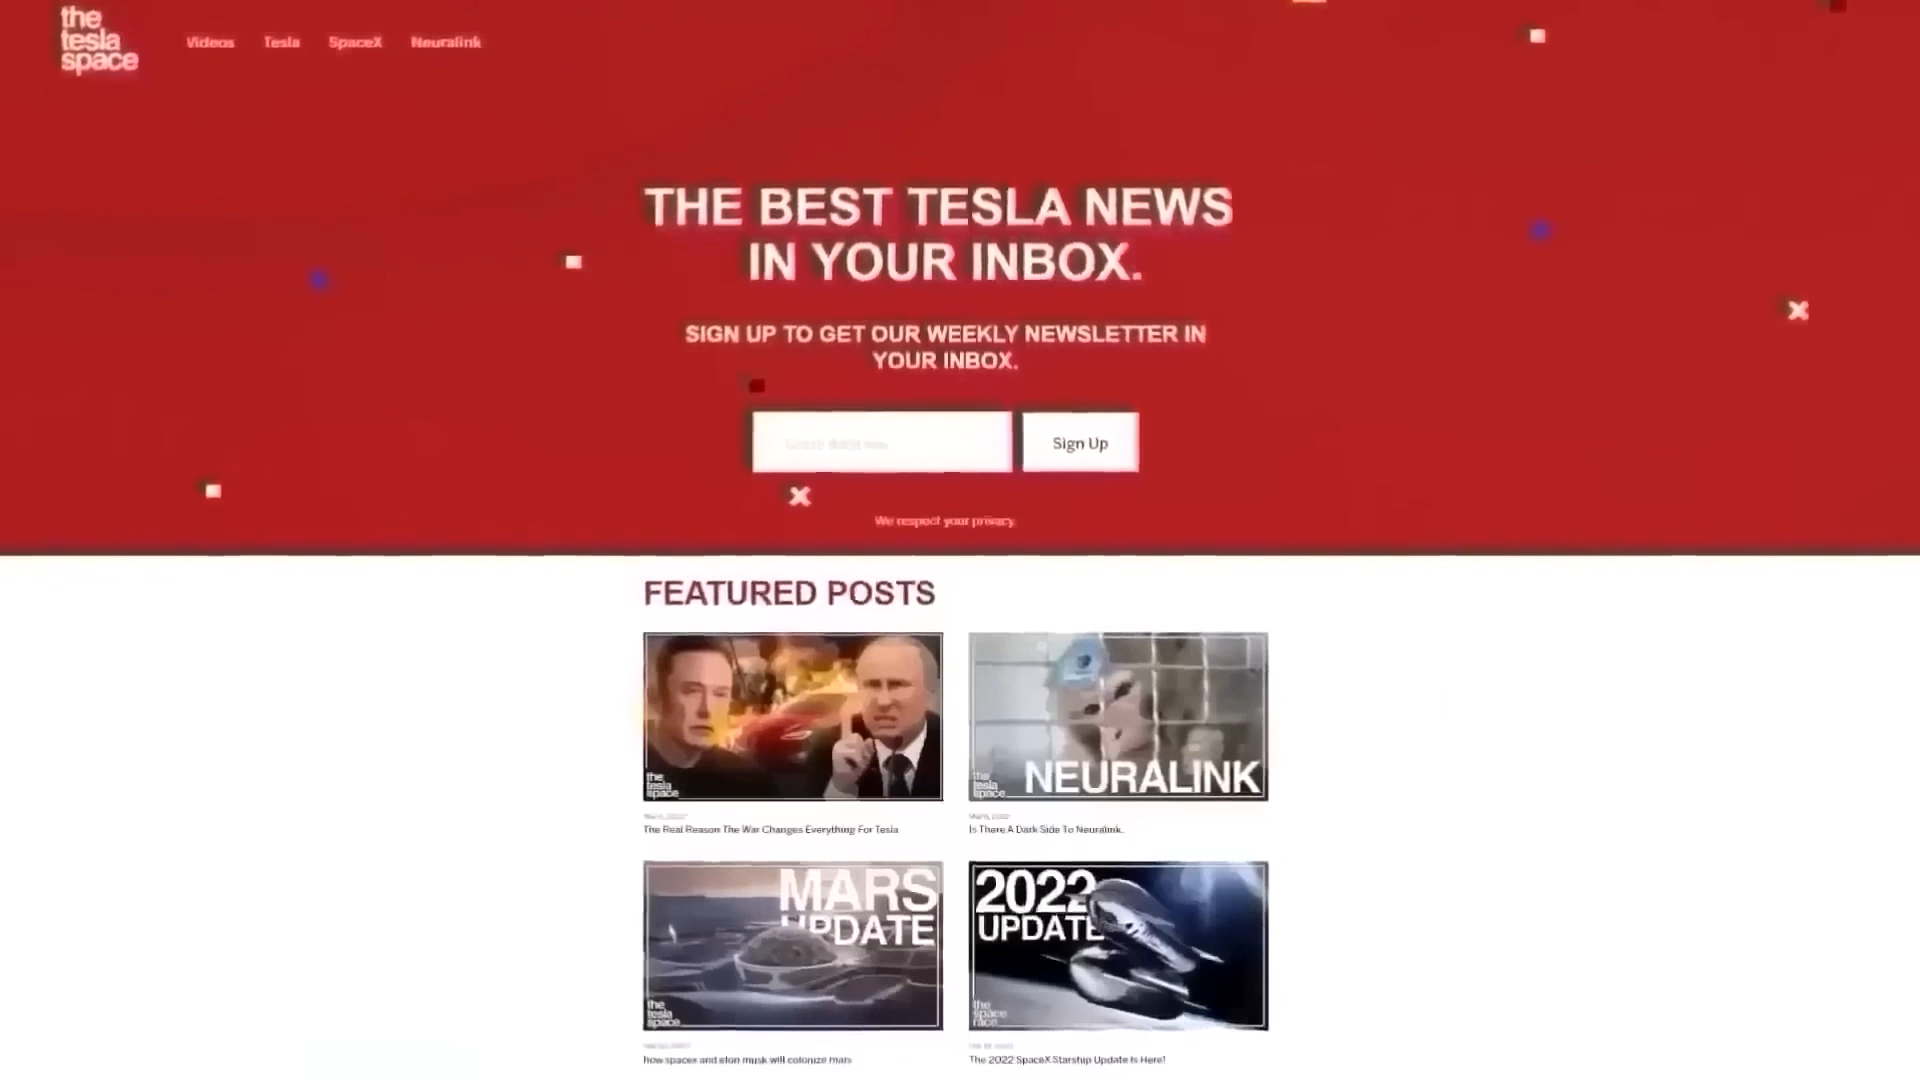 the
tesla
space
Videos Tesla SpaceX Neuralink
THE BEST TESLA NEWS
IN YOUR INBOX.
SIGN UP TO GET OUR WEEKLY NEWSLETTER IN
YOUR INBOX.
Sign Up
We respect your privacy.
FEATURED POSTS
the
tesla
space
the
tesla
space
NEURALINK
The Real Reason The War Changes Everything For Tesla
Is There A Dark Side To Neuralink.
MARS
UPDATE
the
tesla
space
2022
UPDATE
the
space
race
how spacex and elon musk will colonize mars
The 2022 SpaceX Starship Update Is Here!